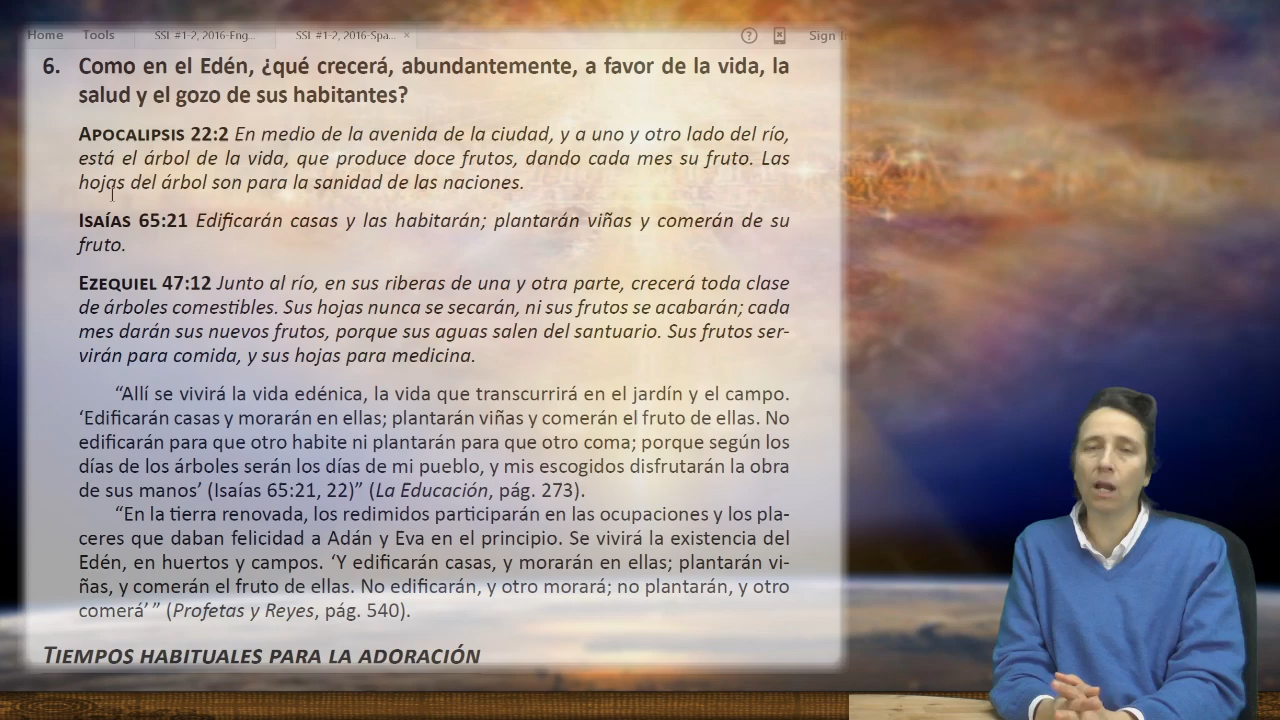 Home Tools SSL #1-2, 2016-Eng... SSL #1-2, 2016-Spa... × ? Sign
6. Como en el Edén, ¿qué crecerá, abundantemente, a favor de la vida, la
salud y el gozo de sus habitantes?
APOCALIPSIS 22:2 En medio de la avenida de la ciudad, y a uno y otro lado del río,
está el árbol de la vida, que produce doce frutos, dando cada mes su fruto. Las
hojas del árbol son para la sanidad de las naciones.
ISAÍAS 65:21 Edificarán casas y las habitarán; plantarán viñas y comerán de su
fruto.
EZEQUIEL 47:12 Junto al río, en sus riberas de una y otra parte, crecerá toda clase
de árboles comestibles. Sus hojas nunca se secarán, ni sus frutos se acabarán; cada
mes darán sus nuevos frutos, porque sus aguas salen del santuario. Sus frutos ser-
virán para comida, y sus hojas para medicina.
“Allí se vivirá la vida edénica, la vida que transcurrirá en el jardín y el campo.
‘Edificarán casas y morarán en ellas; plantarán viñas y comerán el fruto de ellas. No
edificarán para que otro habite ni plantarán para que otro coma; porque según los
días de los árboles serán los días de mi pueblo, y mis escogidos disfrutarán la obra
de sus manos’ (Isaías 65:21, 22)” (La Educación, pág. 273).
“En la tierra renovada, los redimidos participarán en las ocupaciones y los pla-
ceres que daban felicidad a Adán y Eva en el principio. Se vivirá la existencia del
Edén, en huertos y campos. ‘Y edificarán casas, y morarán en ellas; plantarán vi-
ñas, y comerán el fruto de ellas. No edificarán, y otro morará; no plantarán, y otro
comerá’ ” (Profetas y Reyes, pág. 540).
TIEMPOS HABITUALES PARA LA ADORACIÓN